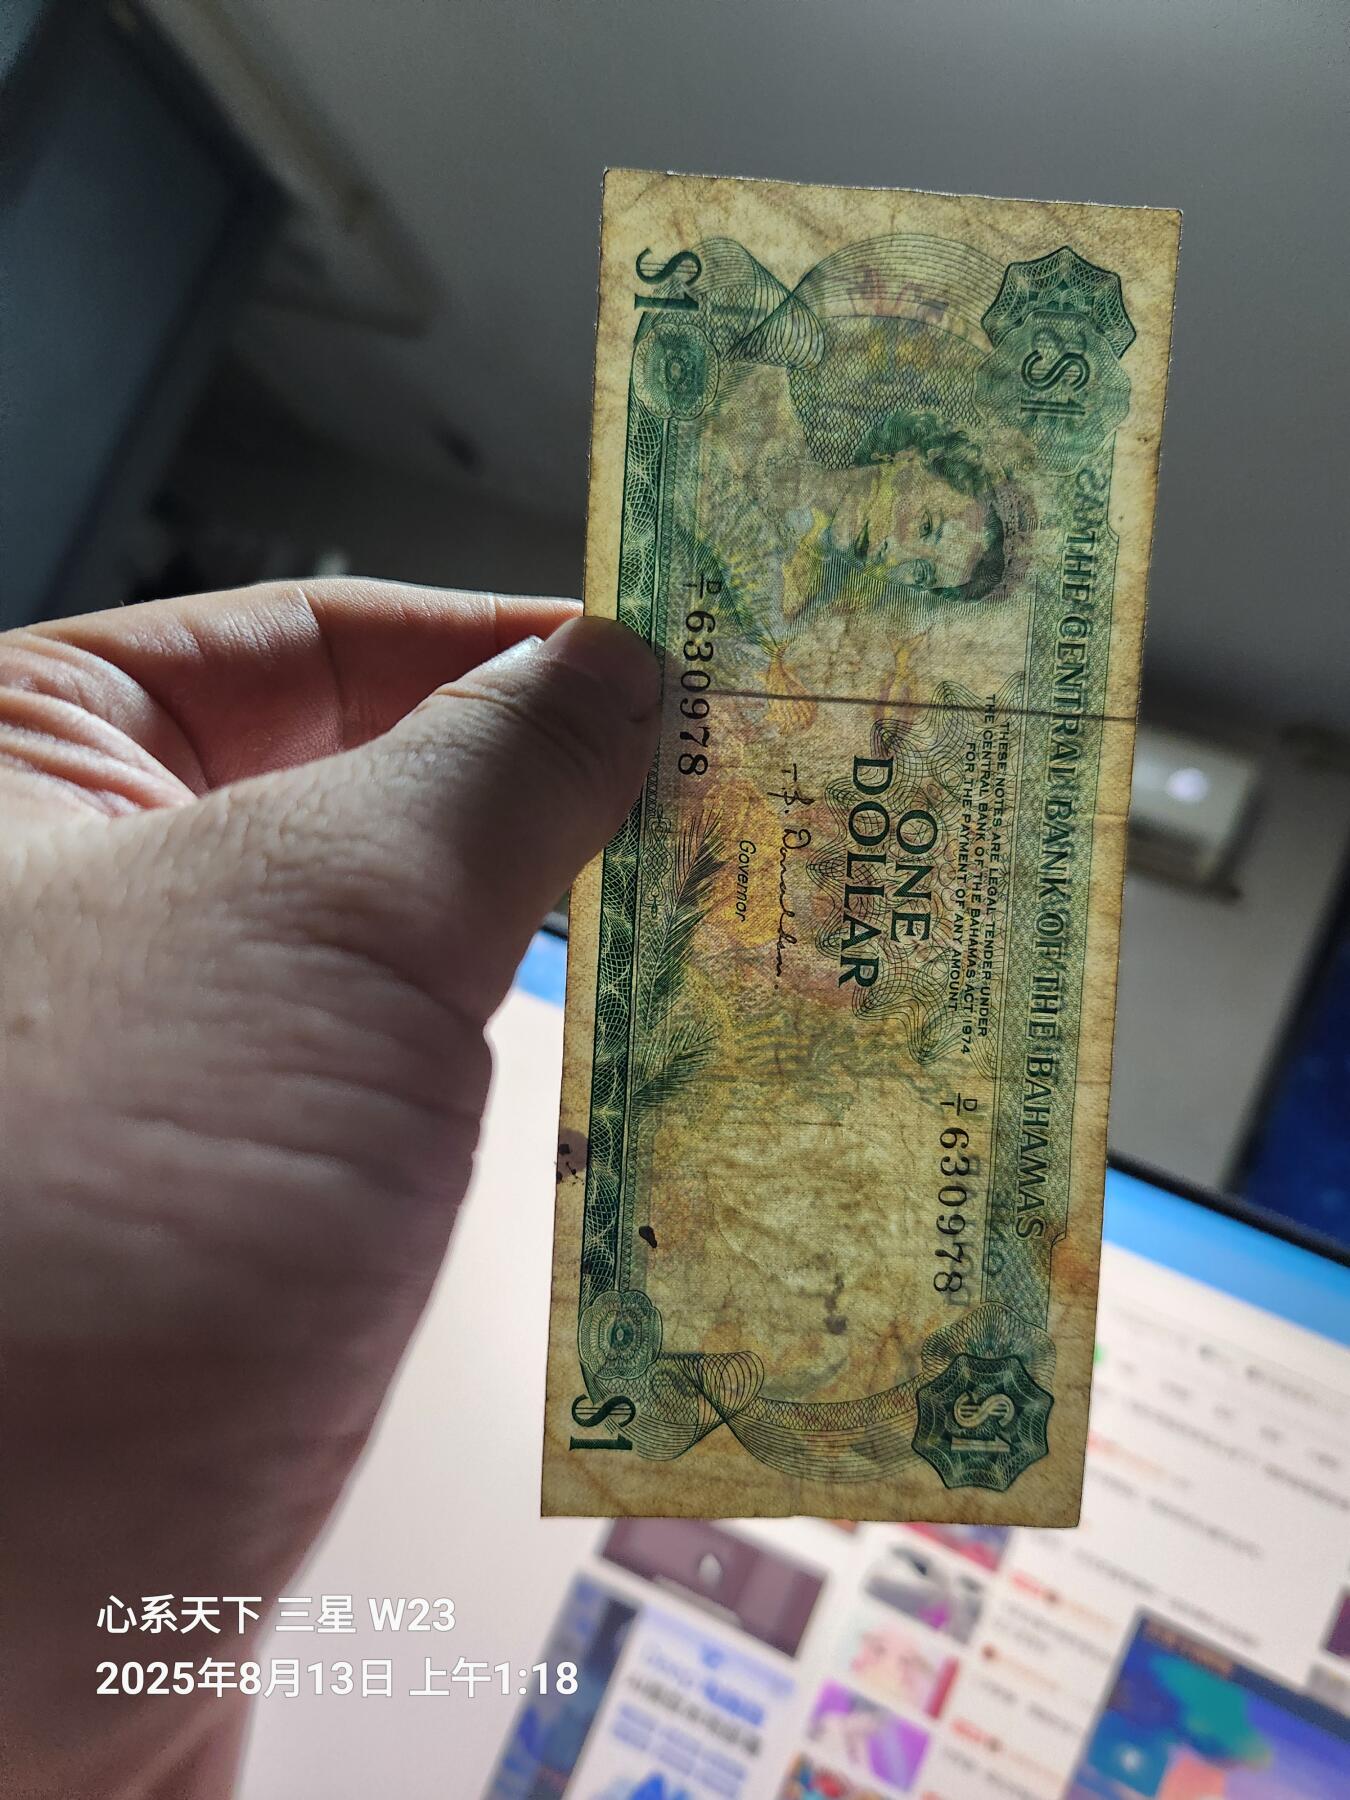 THE CENTRAL BANK OF THE BAHAMAS
THESE NOTES ARE LEGAL TENDER UNDER
THE CENTRAL BANK OF THE BAHAMAS ACT 1974
FOR THE PAYMENT OF ANY AMOUNT
$1
$1
D/1 630978
ONE
DOLLAR
T. B. Donaldson
Governor
D/1 630978
$1
$1
心系天下 三星 W23
2025年8月13日 上午1:18